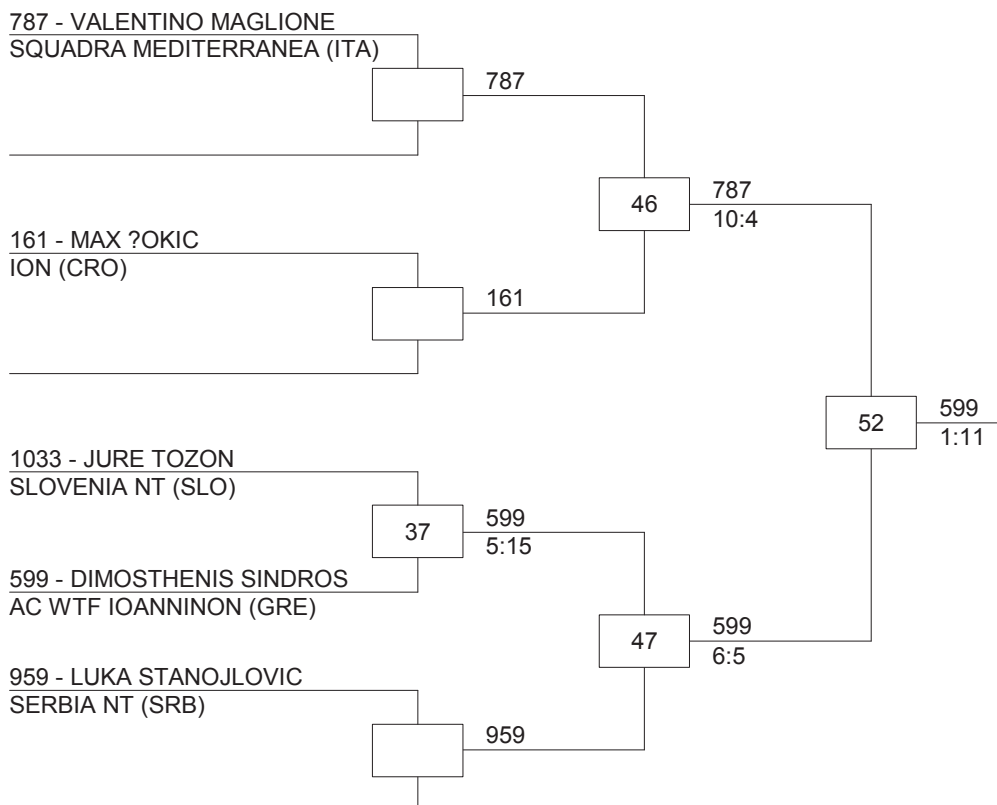 787 - VALENTINO MAGLIONE
SQUADRA MEDITERRANEA (ITA)
787
46
787
10:4
161 - MAX ?OKIC
ION (CRO)
161
52
599
1:11
1033 - JURE TOZON
SLOVENIA NT (SLO)
37
599
5:15
599 - DIMOSTHENIS SINDROS
AC WTF IOANNINON (GRE)
47
599
6:5
959 - LUKA STANOJLOVIC
SERBIA NT (SRB)
959